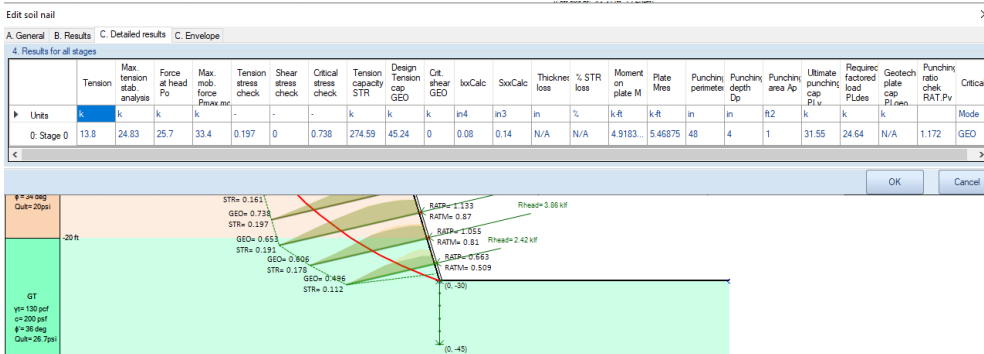 Edit soil nail
A. General B. Results C. Detailed results C. Envelope
4. Results for all stages
Tension
Max. tension stab. analysis
Force at head Po
Max. mob. force Pmax.mc
Tension stress check
Shear stress check
Critical stress check
Tension capacity STR
Design Tension cap GEO
Crit. shear GEO
IxxCalc
SxxCalc
Thicknes loss
% STR loss
Moment on plate M
Plate Mres
Punching perimeter
Punching depth Dp
Punching area Ap
Ultimate punching cap PLv
Required factored load PLdes
Geotech plate cap PLgeo
Punching ratio chek RAT.Pv
Critical
Units k k k k - - - k k k in4 in3 in % k-ft k-ft in in ft2 k k k Mode
0: Stage 0 13.8 24.83 25.7 33.4 0.197 0 0.738 274.59 45.24 0 0.08 0.14 N/A N/A 4.9183... 5.46875 48 4 1 31.55 24.64 N/A 1.172 GEO
OK Cancel
ϕ = 34 deg
Qult= 20psi
STR= 0.161
GEO= 0.738
STR= 0.197
RATP= 1.133
RATM= 0.87
Rhead= 3.86 klf
-20 ft
GEO= 0.653
STR= 0.191
RATP= 1.055
RATM= 0.81
Rhead= 2.42 klf
GEO= 0.606
STR= 0.178
RATP= 0.663
RATM= 0.509
GEO= 0.496
STR= 0.112
(0, -30)
GT
γt= 130 pcf
c= 200 psf
ϕ'= 36 deg
Qult= 26.7psi
(0, -45)